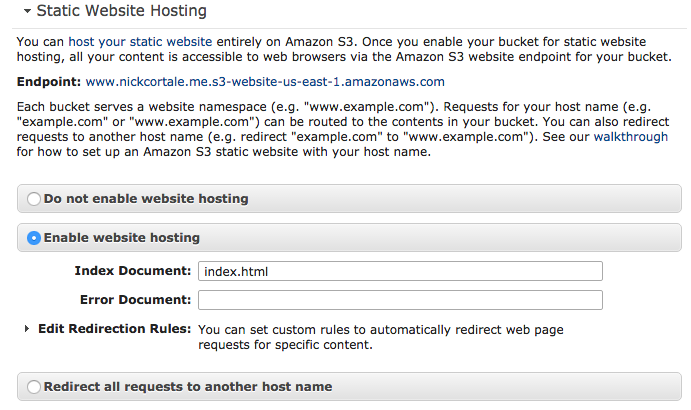 Static Website Hosting
You can host your static website entirely on Amazon S3. Once you enable your bucket for static website
hosting, all your content is accessible to web browsers via the Amazon S3 website endpoint for your bucket.
Endpoint: www.nickcortale.me.s3-website-us-east-1.amazonaws.com
Each bucket serves a website namespace (e.g. "www.example.com"). Requests for your host name (e.g.
"example.com" or "www.example.com") can be routed to the contents in your bucket. You can also redirect
requests to another host name (e.g. redirect "example.com" to "www.example.com"). See our walkthrough
for how to set up an Amazon S3 static website with your host name.
Do not enable website hosting
Enable website hosting
Index Document: index.html
Error Document:
Edit Redirection Rules: You can set custom rules to automatically redirect web page
requests for specific content.
Redirect all requests to another host name